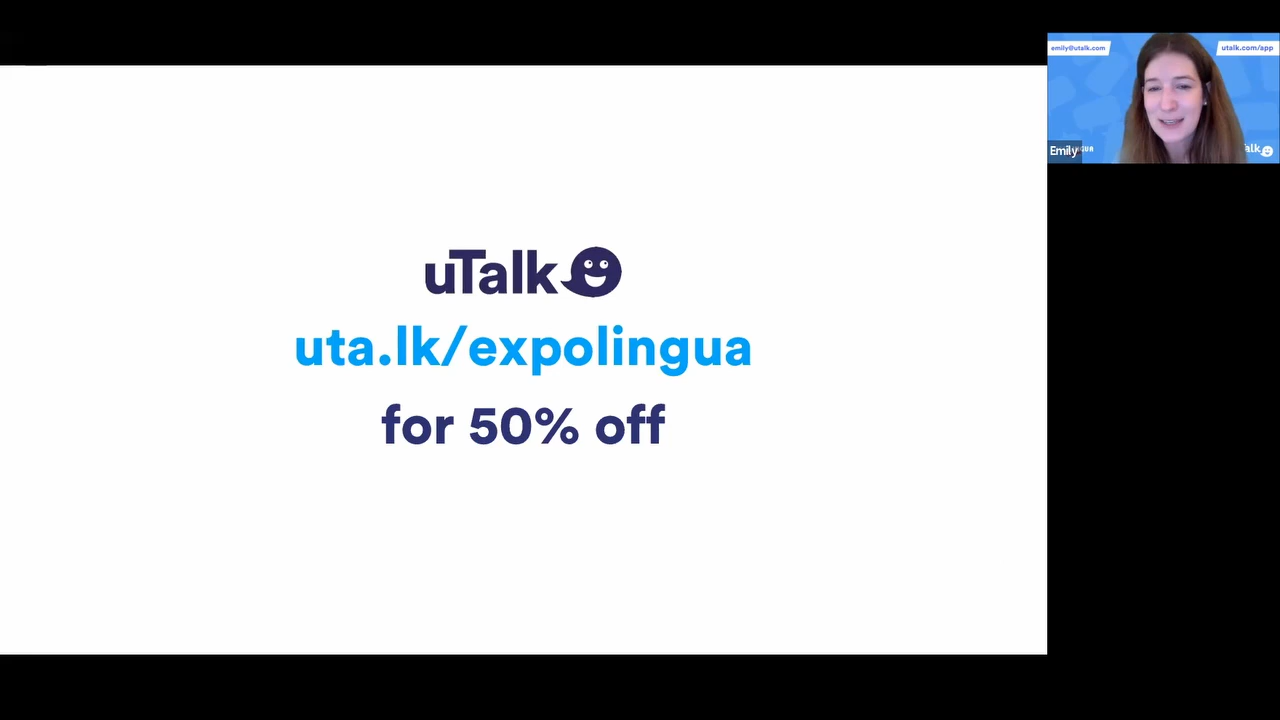 uTalk
uta.lk/expolingua
for 50% off
emily@utalk.com
utalk.com/app
Emily